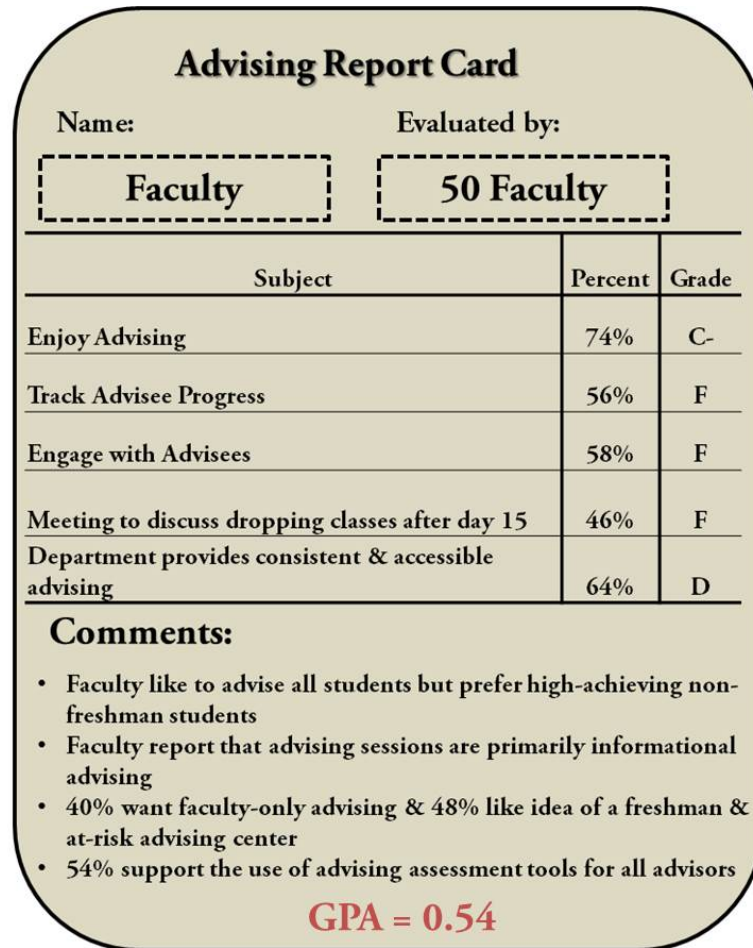 Advising Report Card
Name: Evaluated by:
Faculty 50 Faculty
Subject Percent Grade
Enjoy Advising 74% C-
Track Advisee Progress 56% F
Engage with Advisees 58% F
Meeting to discuss dropping classes after day 15 46% F
Department provides consistent & accessible
advising 64% D
Comments:
• Faculty like to advise all students but prefer high-achieving non-
freshman students
• Faculty report that advising sessions are primarily informational
advising
• 40% want faculty-only advising & 48% like idea of a freshman &
at-risk advising center
• 54% support the use of advising assessment tools for all advisors
GPA = 0.54